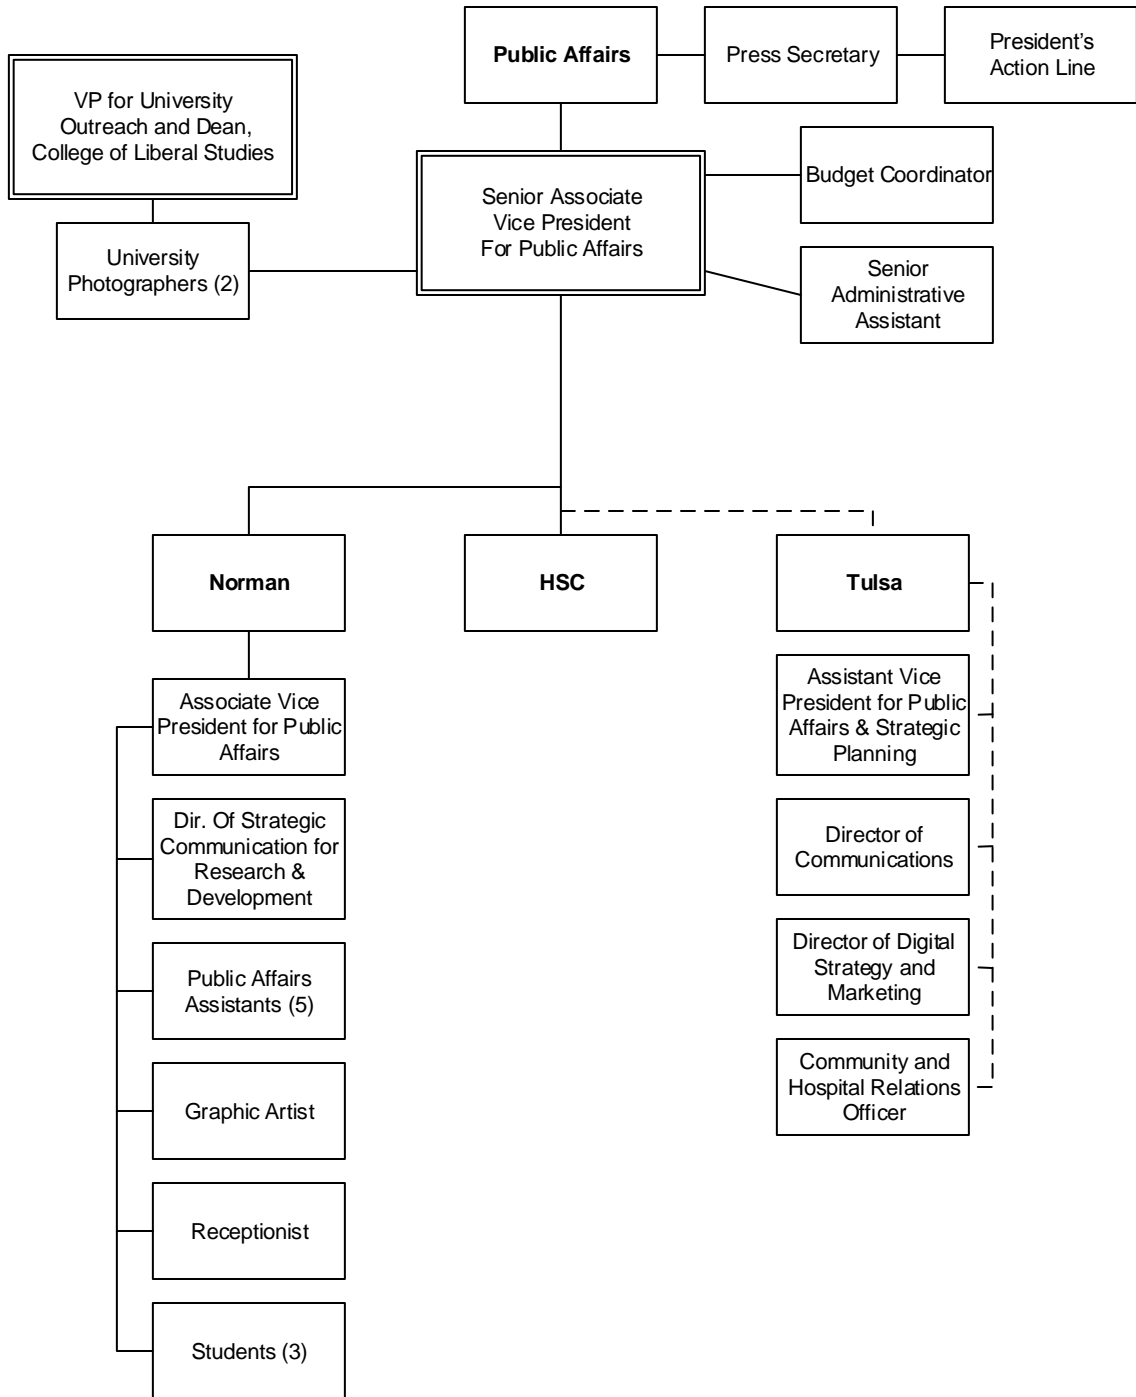 Public Affairs
Press Secretary
President's
Action Line
VP for University
Outreach and Dean,
College of Liberal Studies
Budget Coordinator
Senior Associate
Vice President
For Public Affairs
University
Photographers (2)
Senior
Administrative
Assistant
Norman
HSC
Tulsa
Associate Vice
President for Public
Affairs
Dir. Of Strategic
Communication for
Research &
Development
Public Affairs
Assistants (5)
Graphic Artist
Receptionist
Students (3)
Assistant Vice
President for Public
Affairs & Strategic
Planning
Director of
Communications
Director of Digital
Strategy and
Marketing
Community and
Hospital Relations
Officer